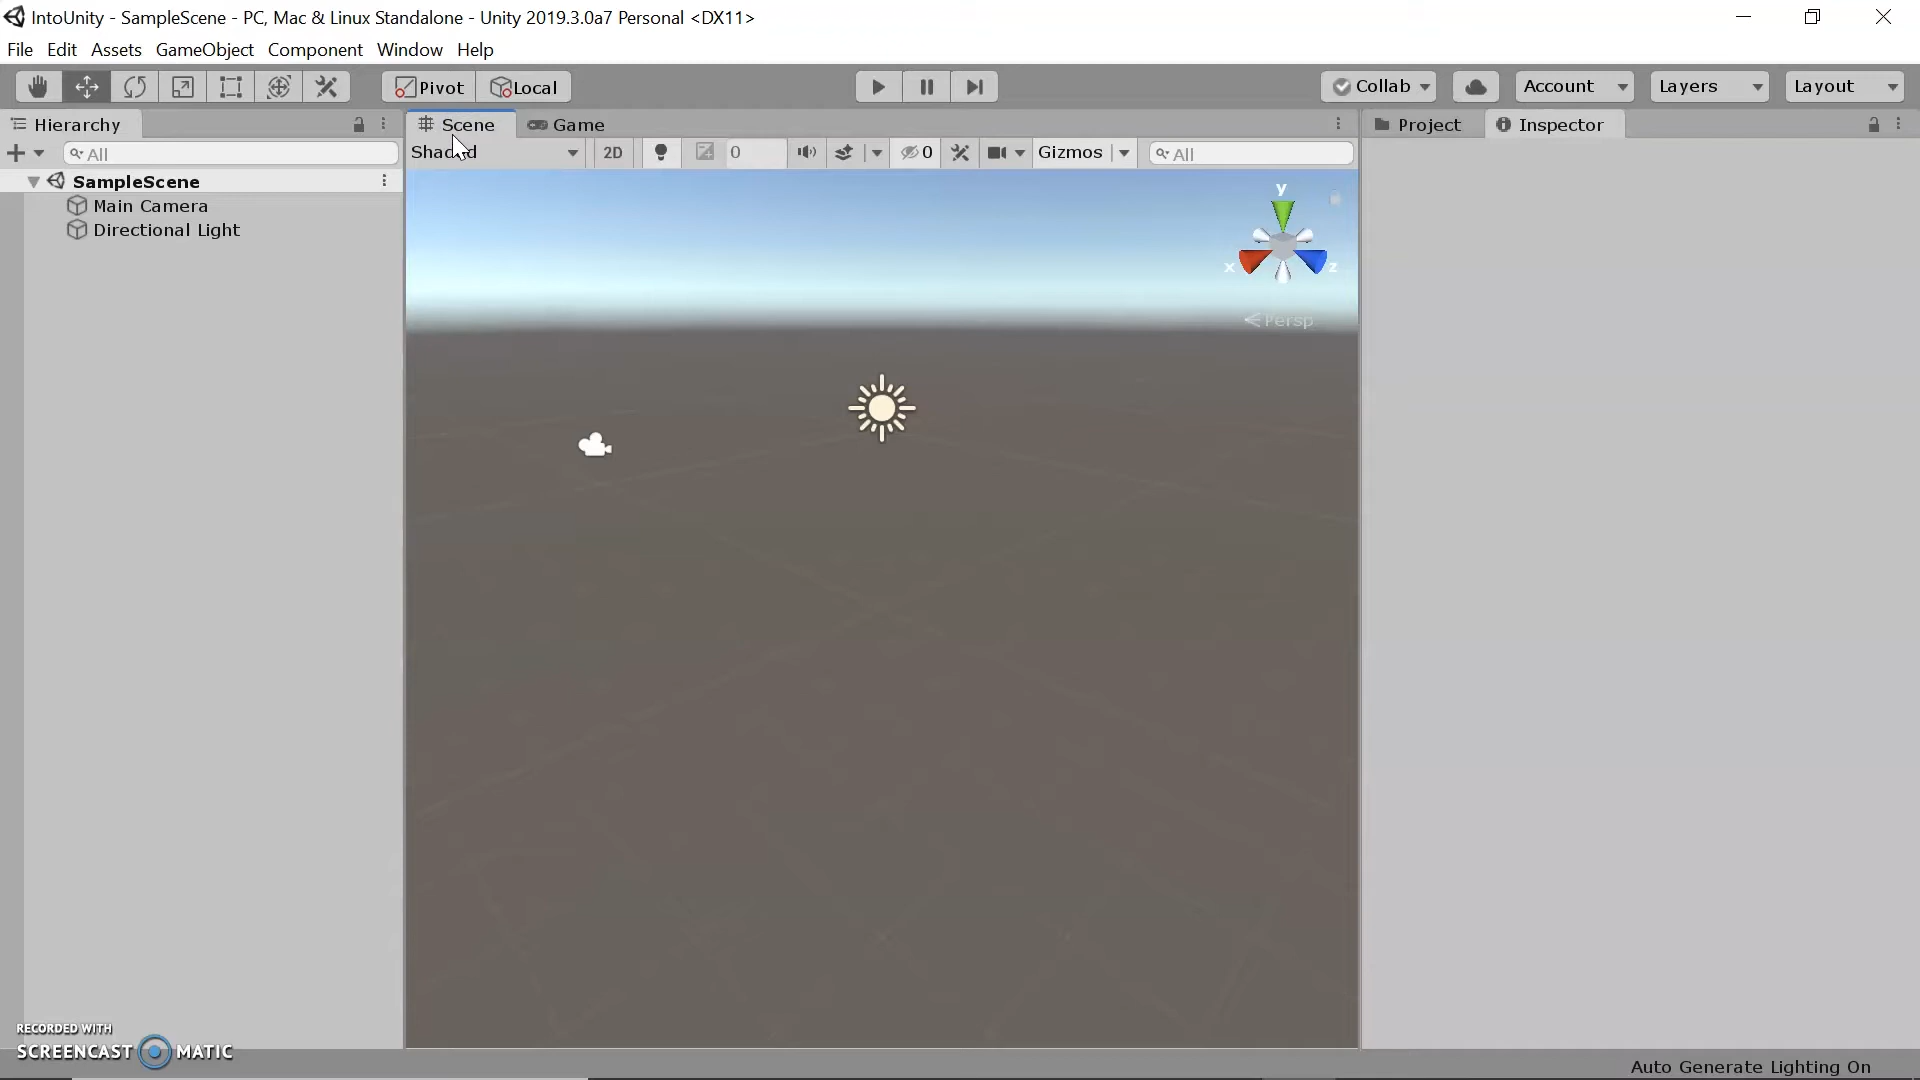 IntoUnity - SampleScene - PC, Mac & Linux Standalone - Unity 2019.3.0a7 Personal <DX11>
File Edit Assets GameObject Component Window Help
Pivot Local Collab Account Layers Layout
Hierarchy Scene Game Project Inspector
All Shaded 2D 0 0 Gizmos All
SampleScene
Main Camera
Directional Light
y
x z
Persp
RECORDED WITH
SCREENCAST MATIC
Auto Generate Lighting On